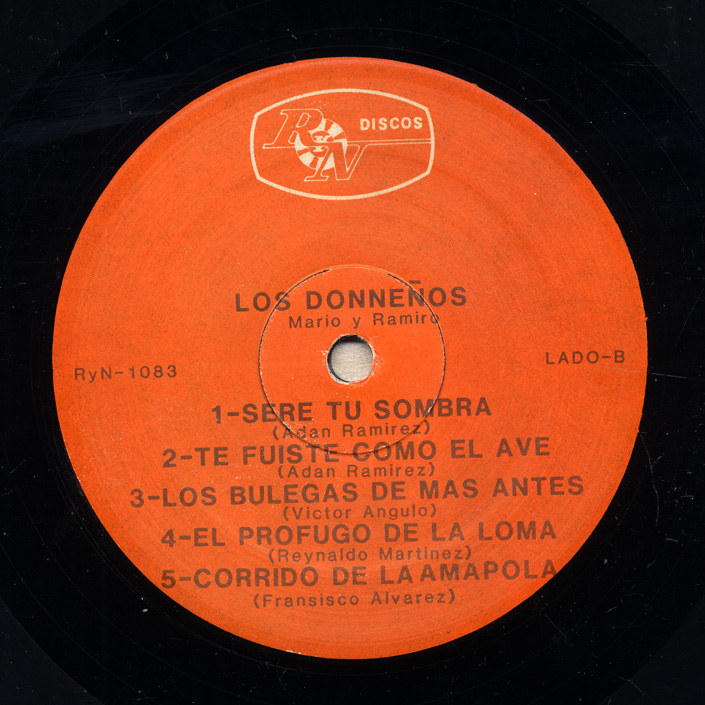 RyN DISCOS
LOS DONNEÑOS
Mario y Ramiro
RyN-1083
LADO-B
1-SERE TU SOMBRA
(Adan Ramirez)
2-TE FUISTE COMO EL AVE
(Adan Ramirez)
3-LOS BULEGAS DE MAS ANTES
(Victor Angulo)
4-EL PROFUGO DE LA LOMA
(Reynaldo Martinez)
5-CORRIDO DE LA AMAPOLA
(Fransisco Alvarez)